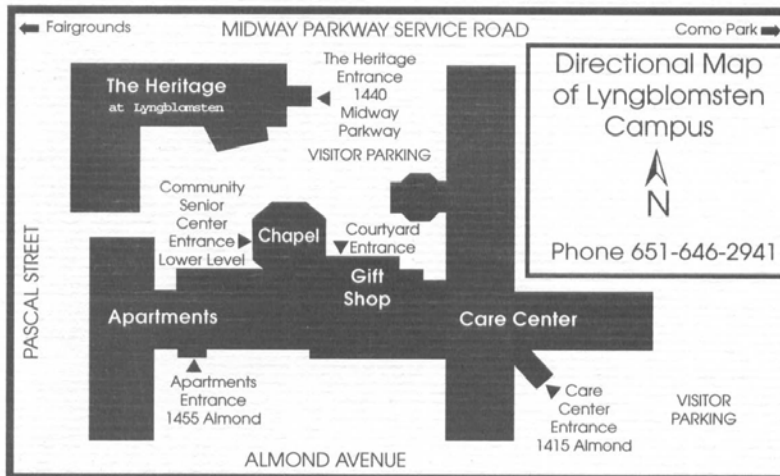 Fairgrounds
MIDWAY PARKWAY SERVICE ROAD
Como Park
The Heritage
at Lyngblomsten
The Heritage
Entrance
1440
Midway
Parkway
VISITOR PARKING
Directional Map
of Lyngblomsten
Campus
N
Phone 651-646-2941
Community
Senior
Center
Entrance
Lower Level
Chapel
Courtyard
Entrance
Gift
Shop
PASCAL STREET
Apartments
Care Center
Apartments
Entrance
1455 Almond
Care
Center
Entrance
1415 Almond
VISITOR
PARKING
ALMOND AVENUE